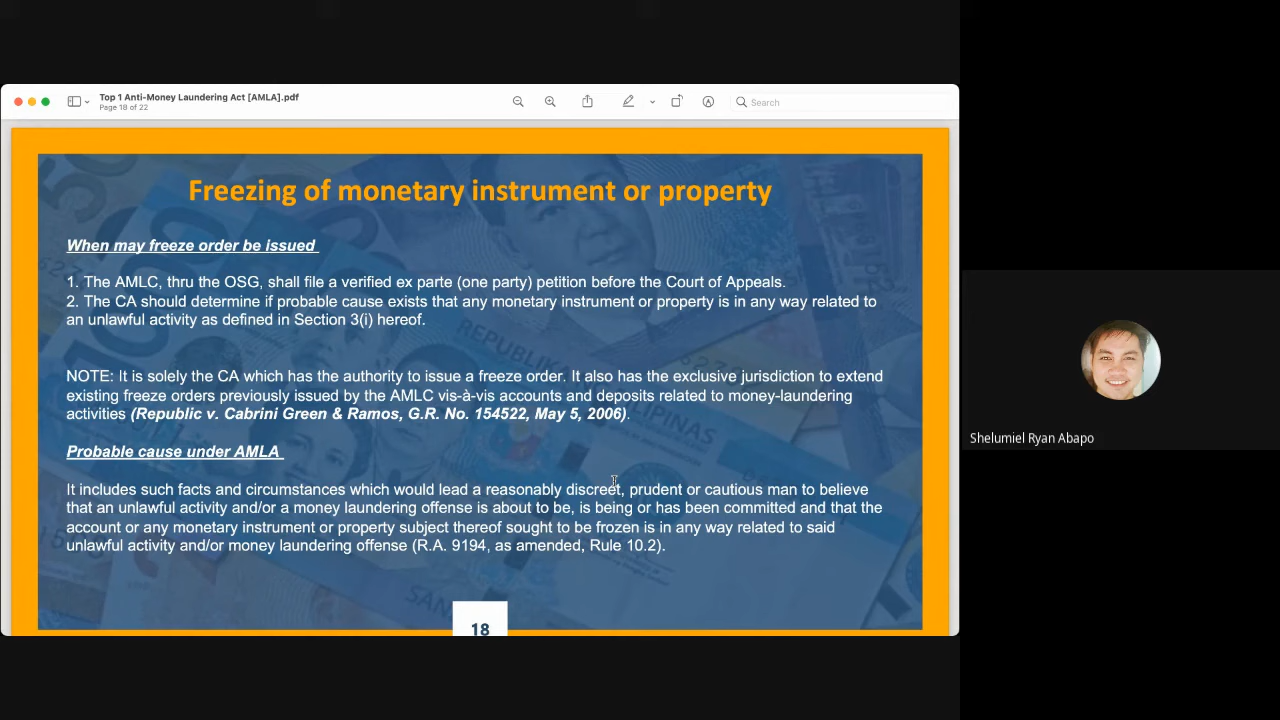 Top 1 Anti-Money Laundering Act [AMLA].pdf
Page 18 of 22
Search
Freezing of monetary instrument or property
When may freeze order be issued
1. The AMLC, thru the OSG, shall file a verified ex parte (one party) petition before the Court of Appeals.
2. The CA should determine if probable cause exists that any monetary instrument or property is in any way related to
an unlawful activity as defined in Section 3(i) hereof.
NOTE: It is solely the CA which has the authority to issue a freeze order. It also has the exclusive jurisdiction to extend
existing freeze orders previously issued by the AMLC vis-à-vis accounts and deposits related to money-laundering
activities (Republic v. Cabrini Green & Ramos, G.R. No. 154522, May 5, 2006).
Probable cause under AMLA
It includes such facts and circumstances which would lead a reasonably discreet, prudent or cautious man to believe
that an unlawful activity and/or a money laundering offense is about to be, is being or has been committed and that the
account or any monetary instrument or property subject thereof sought to be frozen is in any way related to said
unlawful activity and/or money laundering offense (R.A. 9194, as amended, Rule 10.2).
18
Shelumiel Ryan Abapo